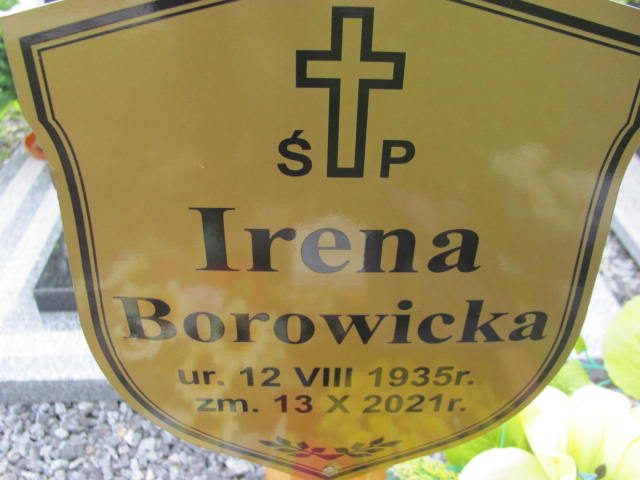 Ś P
Irena
Borowicka
ur. 12 VIII 1935r.
zm. 13 X 2021r.